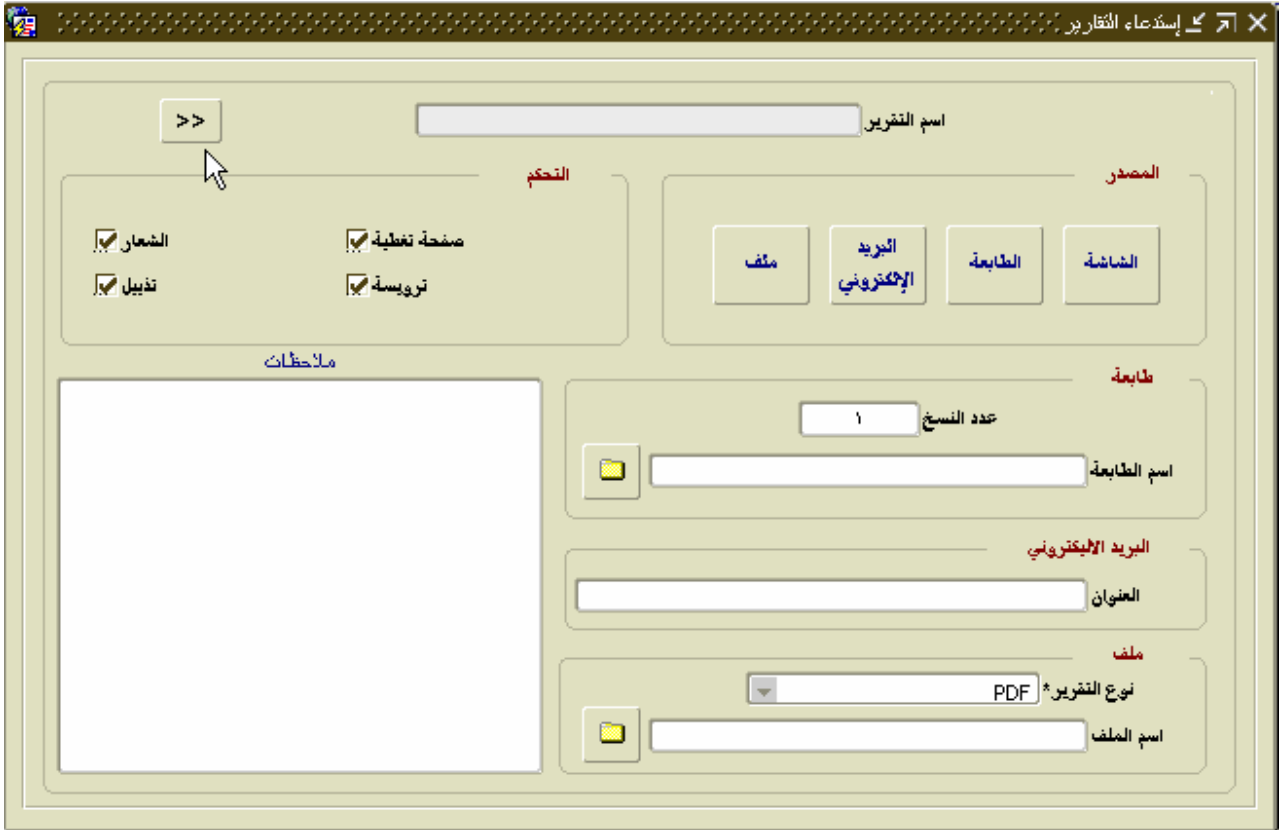 إستدعاء التقارير
اسم التقرير
>>
المصدر
الشاشة
الطابعة
البريد
الإلكتروني
ملف
التحكم
صفحة تغطية
الشعار
ترويسة
تذييل
طابعة
عدد النسخ
١
اسم الطابعة
البريد الاليكتروني
العنوان
ملف
نوع التقرير*
PDF
اسم الملف
ملاحظات